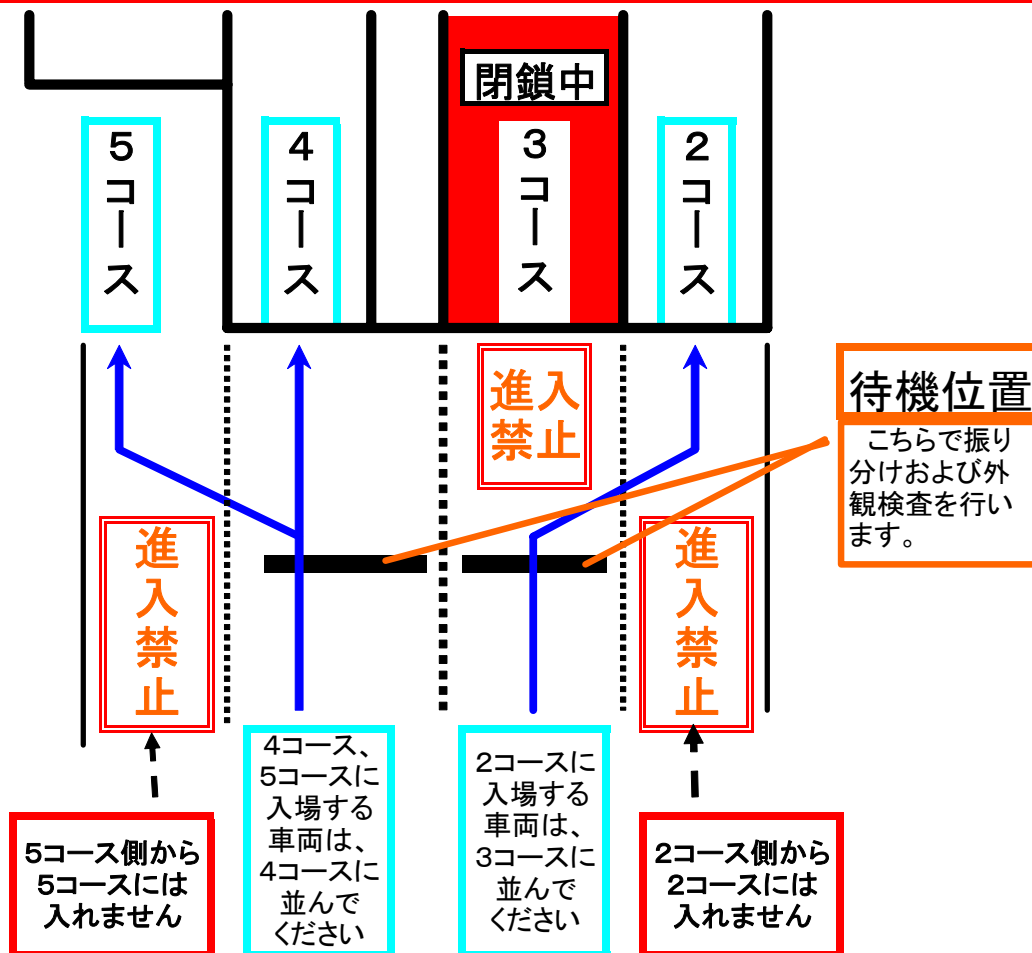 閉鎖中
5コース
4コース
3コース
2コース
進入
禁止
待機位置
こちらで振り
分けおよび外
観検査を行い
ます。
進入禁止
進入禁止
5コース側から
5コースには
入れません
4コース、
5コースに
入場する
車両は、
4コースに
並んで
ください
2コースに
入場する
車両は、
3コースに
並んで
ください
2コース側から
2コースには
入れません